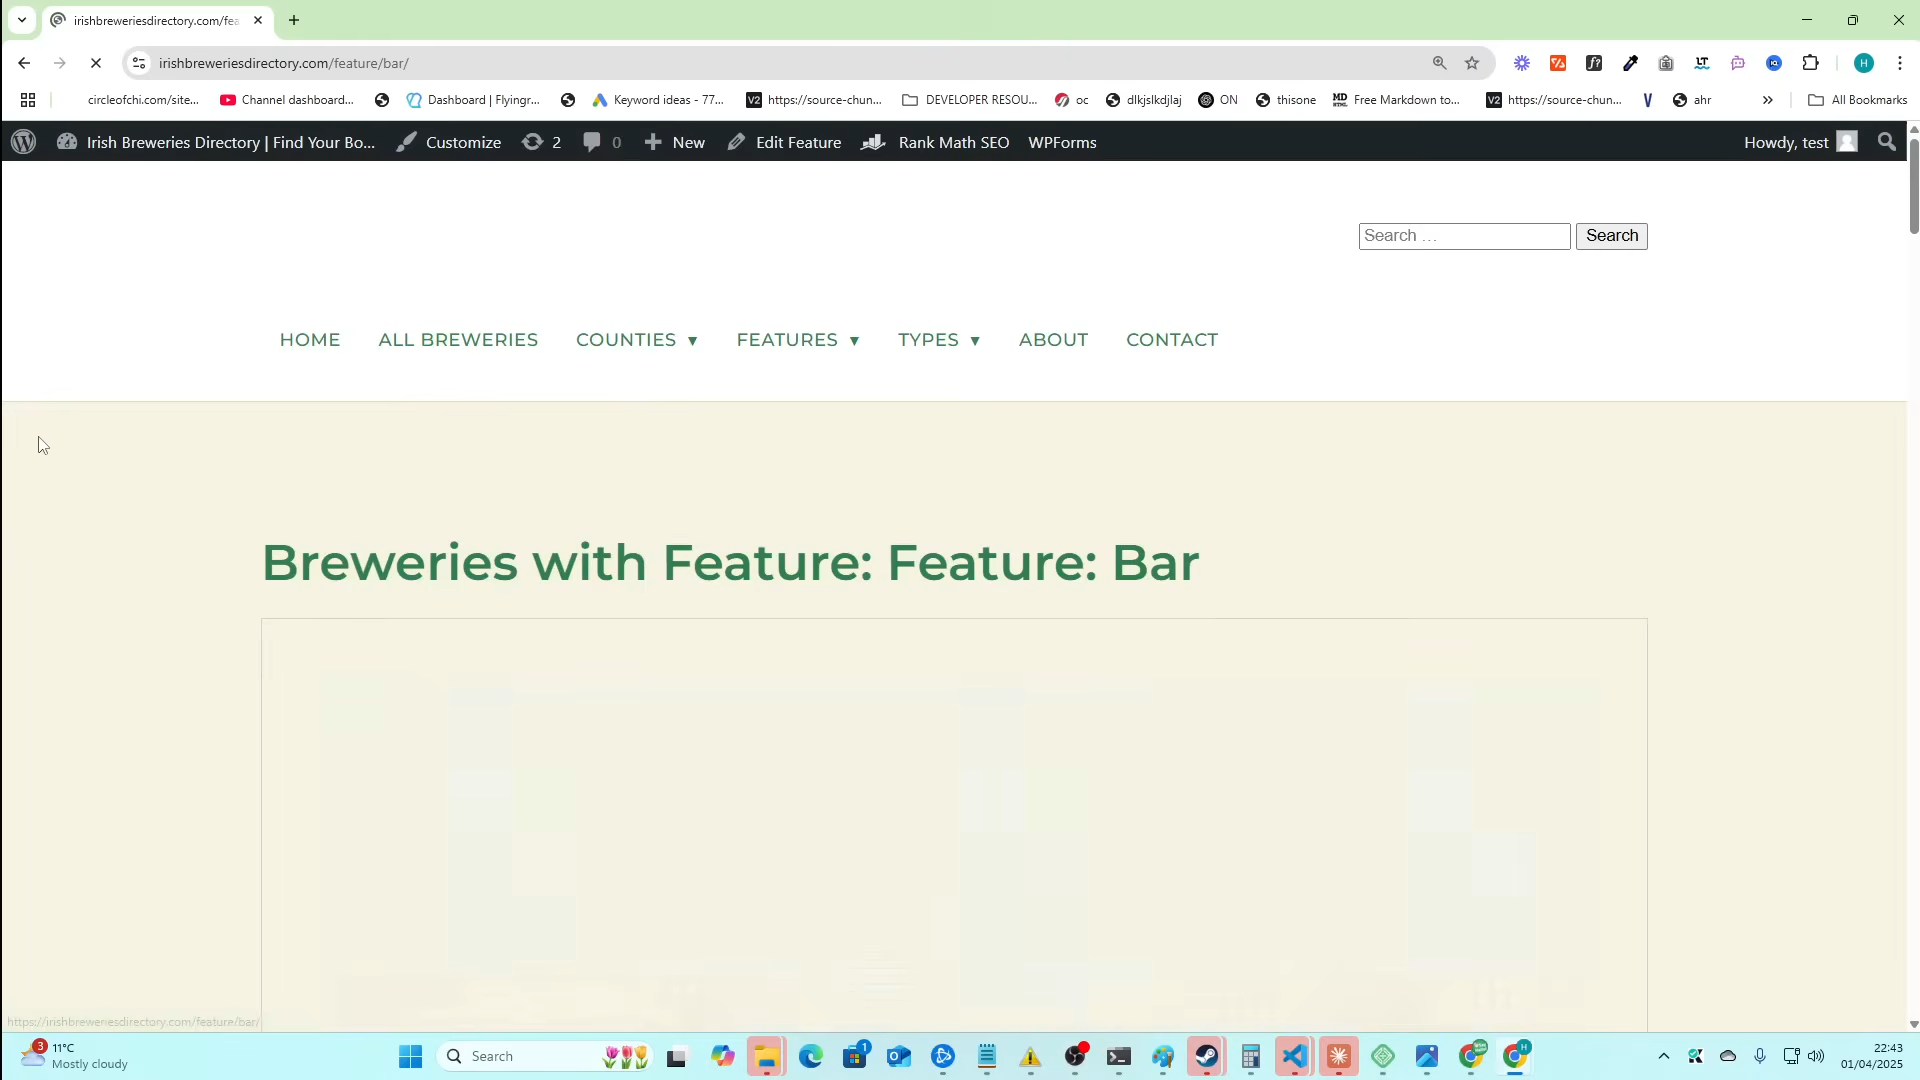 irishbreweriesdirectory.com/fea
irishbreweriesdirectory.com/feature/bar/
circleofchi.com/site...
Channel dashboard...
Dashboard | Flyingr...
Keyword ideas - 77...
https://source-chun...
DEVELOPER RESOU...
oc
dlkjslkdjlaj
ON
thisone
Free Markdown to...
https://source-chun...
ahr
All Bookmarks
Irish Breweries Directory | Find Your Bo...
Customize
2
0
New
Edit Feature
Rank Math SEO
WPForms
Howdy, test
Search …
Search
HOME
ALL BREWERIES
COUNTIES ▼
FEATURES ▼
TYPES ▼
ABOUT
CONTACT
Breweries with Feature: Feature: Bar
https://irishbreweriesdirectory.com/feature/bar/
3
11°C
Mostly cloudy
Search
1
22:43
01/04/2025